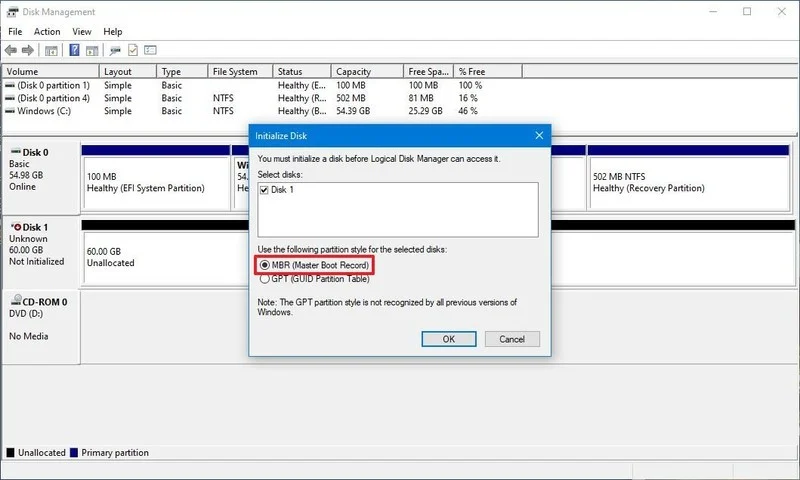 Disk Management
File Action View Help
Volume Layout Type File System Status Capacity Free Spa... % Free
(Disk 0 partition 1) Simple Basic Healthy (E... 100 MB 100 MB 100 %
(Disk 0 partition 4) Simple Basic NTFS Healthy (R... 502 MB 81 MB 16 %
Windows (C:) Simple Basic NTFS Healthy (B... 54.39 GB 25.29 GB 46 %
Disk 0
Basic
54.98 GB
Online
100 MB
Healthy (EFI System Partition)
Wi
54.
502 MB NTFS
Healthy (Recovery Partition)
Disk 1
Unknown
60.00 GB
Not Initialized
60.00 GB
Unallocated
CD-ROM 0
DVD (D:)
No Media
Initialize Disk
You must initialize a disk before Logical Disk Manager can access it.
Select disks:
Disk 1
Use the following partition style for the selected disks:
MBR (Master Boot Record)
GPT (GUID Partition Table)
Note: The GPT partition style is not recognized by all previous versions of
Windows.
OK Cancel
Unallocated Primary partition